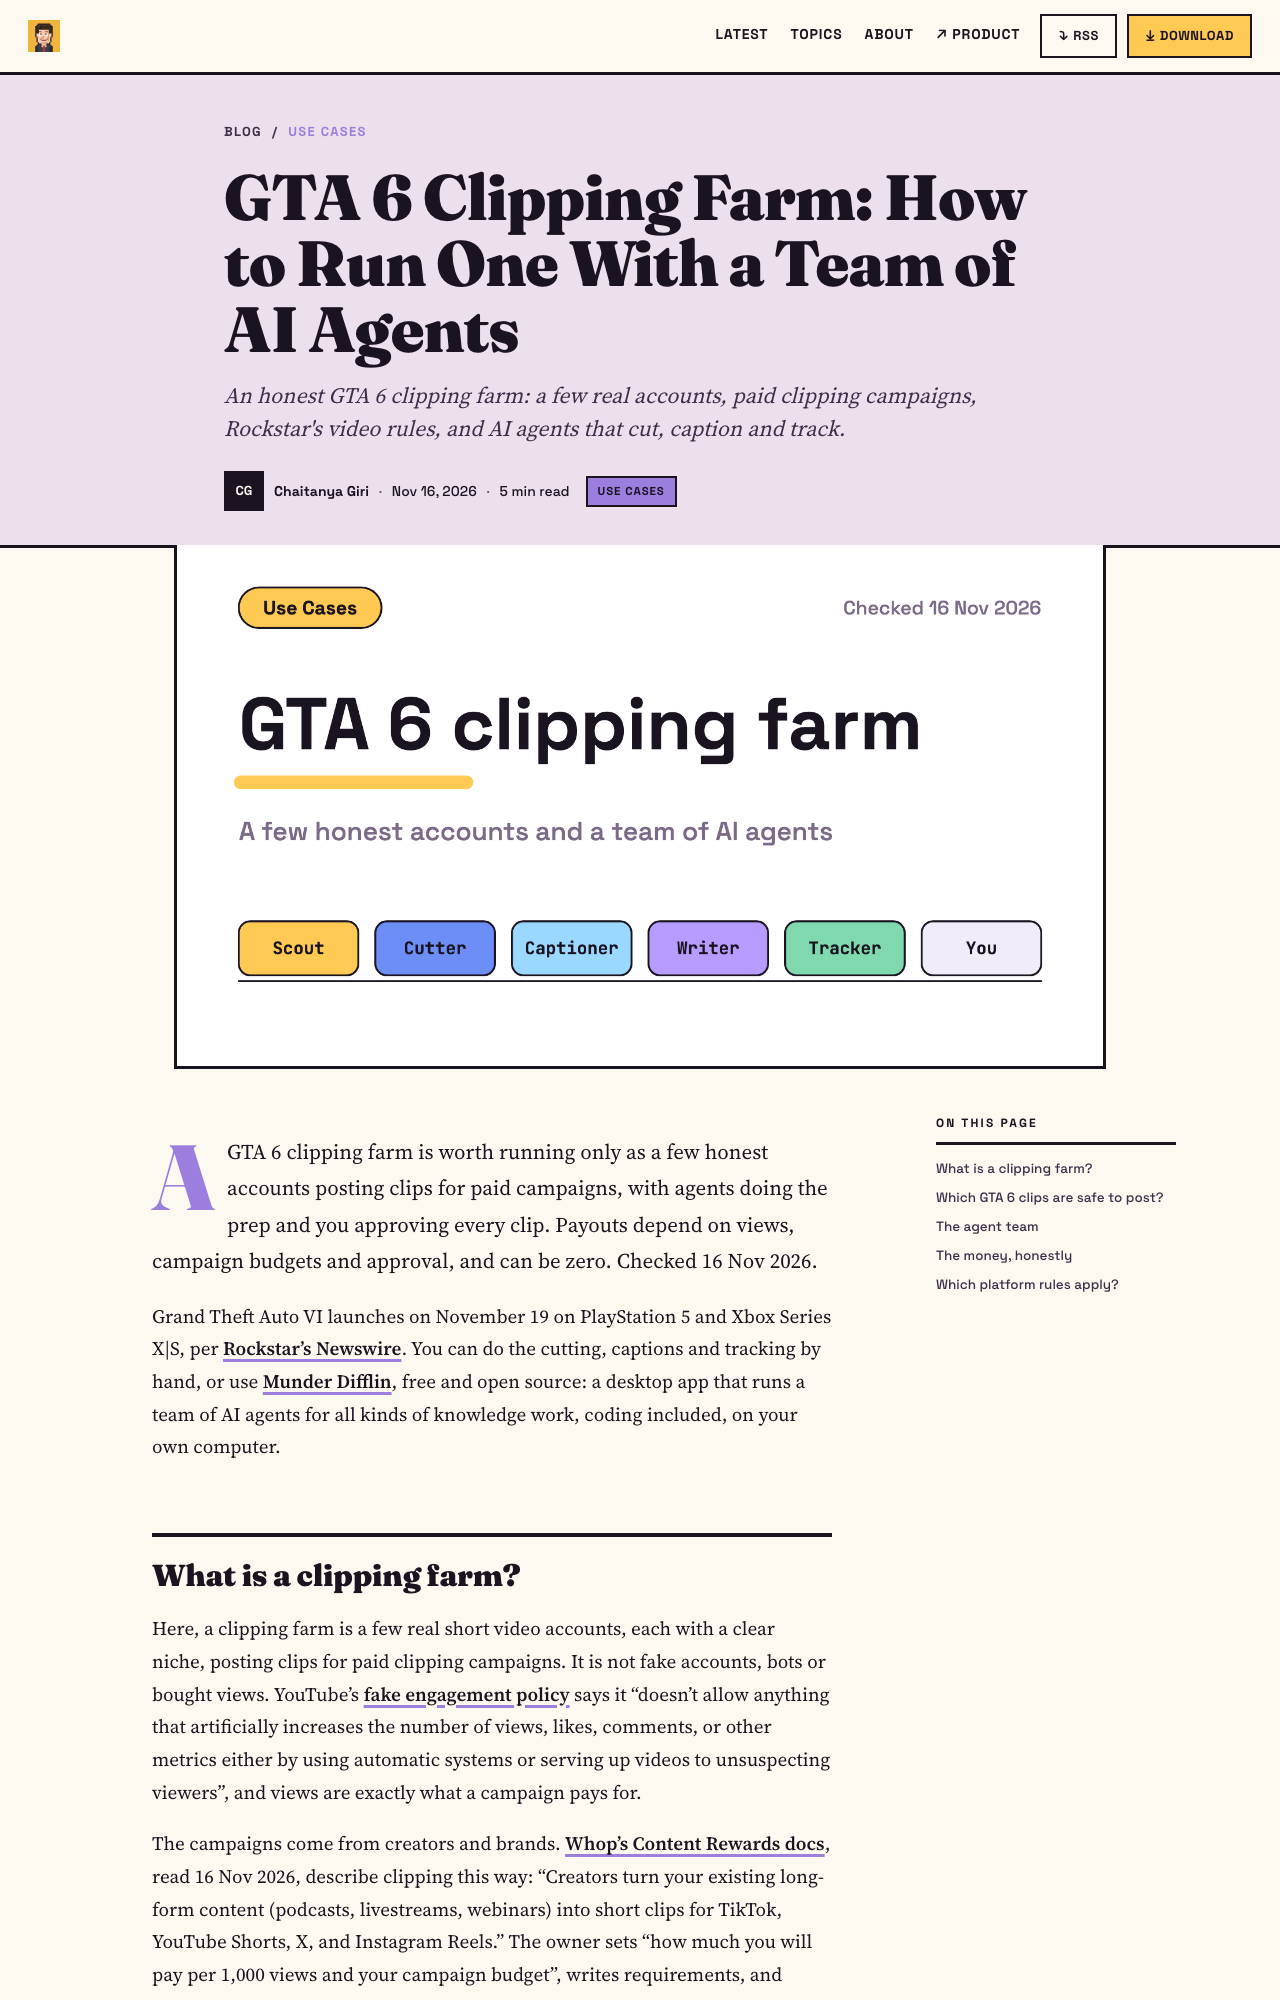 LATEST TOPICS ABOUT ↗ PRODUCT ↴ RSS ⤓ DOWNLOAD
BLOG / USE CASES
GTA 6 Clipping Farm: How
to Run One With a Team of
AI Agents
An honest GTA 6 clipping farm: a few real accounts, paid clipping campaigns,
Rockstar's video rules, and AI agents that cut, caption and track.
CG Chaitanya Giri · Nov 16, 2026 · 5 min read USE CASES
Use Cases Checked 16 Nov 2026
GTA 6 clipping farm
A few honest accounts and a team of AI agents
Scout Cutter Captioner Writer Tracker You
A GTA 6 clipping farm is worth running only as a few honest
accounts posting clips for paid campaigns, with agents doing the
prep and you approving every clip. Payouts depend on views,
campaign budgets and approval, and can be zero. Checked 16 Nov 2026.
Grand Theft Auto VI launches on November 19 on PlayStation 5 and Xbox Series
X|S, per Rockstar’s Newswire. You can do the cutting, captions and tracking by
hand, or use Munder Difflin, free and open source: a desktop app that runs a
team of AI agents for all kinds of knowledge work, coding included, on your
own computer.
What is a clipping farm?
Here, a clipping farm is a few real short video accounts, each with a clear
niche, posting clips for paid clipping campaigns. It is not fake accounts, bots or
bought views. YouTube’s fake engagement policy says it “doesn’t allow anything
that artificially increases the number of views, likes, comments, or other
metrics either by using automatic systems or serving up videos to unsuspecting
viewers”, and views are exactly what a campaign pays for.
The campaigns come from creators and brands. Whop’s Content Rewards docs,
read 16 Nov 2026, describe clipping this way: “Creators turn your existing long-
form content (podcasts, livestreams, webinars) into short clips for TikTok,
YouTube Shorts, X, and Instagram Reels.” The owner sets “how much you will
pay per 1,000 views and your campaign budget”, writes requirements, and
ON THIS PAGE
What is a clipping farm?
Which GTA 6 clips are safe to post?
The agent team
The money, honestly
Which platform rules apply?